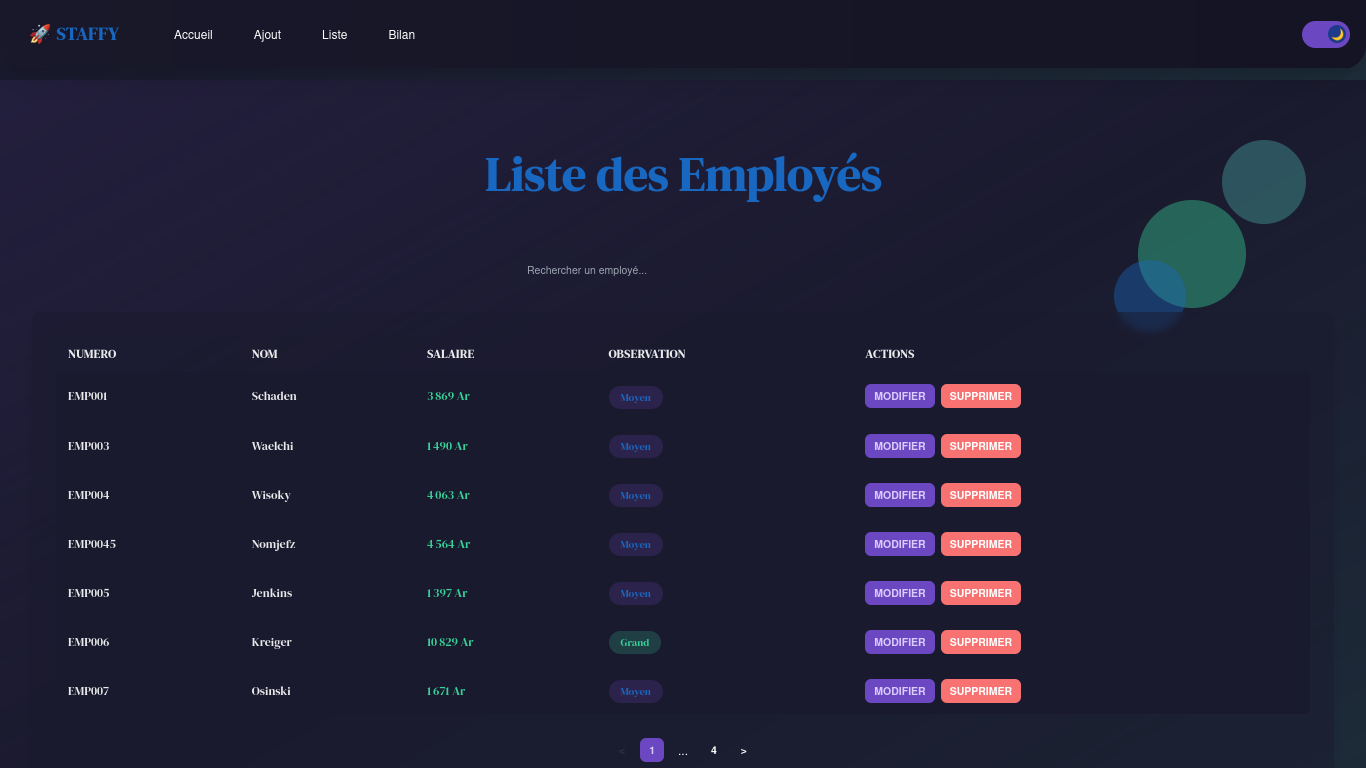 🚀 STAFFY Accueil Ajout Liste Bilan 🌙
Liste des Employés
Rechercher un employé...
NUMERO NOM SALAIRE OBSERVATION ACTIONS
EMP001 Schaden 3 869 Ar Moyen MODIFIER SUPPRIMER
EMP003 Waelchi 1 490 Ar Moyen MODIFIER SUPPRIMER
EMP004 Wisoky 4 063 Ar Moyen MODIFIER SUPPRIMER
EMP0045 Nomjefz 4 564 Ar Moyen MODIFIER SUPPRIMER
EMP005 Jenkins 1 397 Ar Moyen MODIFIER SUPPRIMER
EMP006 Kreiger 10 829 Ar Grand MODIFIER SUPPRIMER
EMP007 Osinski 1 671 Ar Moyen MODIFIER SUPPRIMER
< 1 ... 4 >